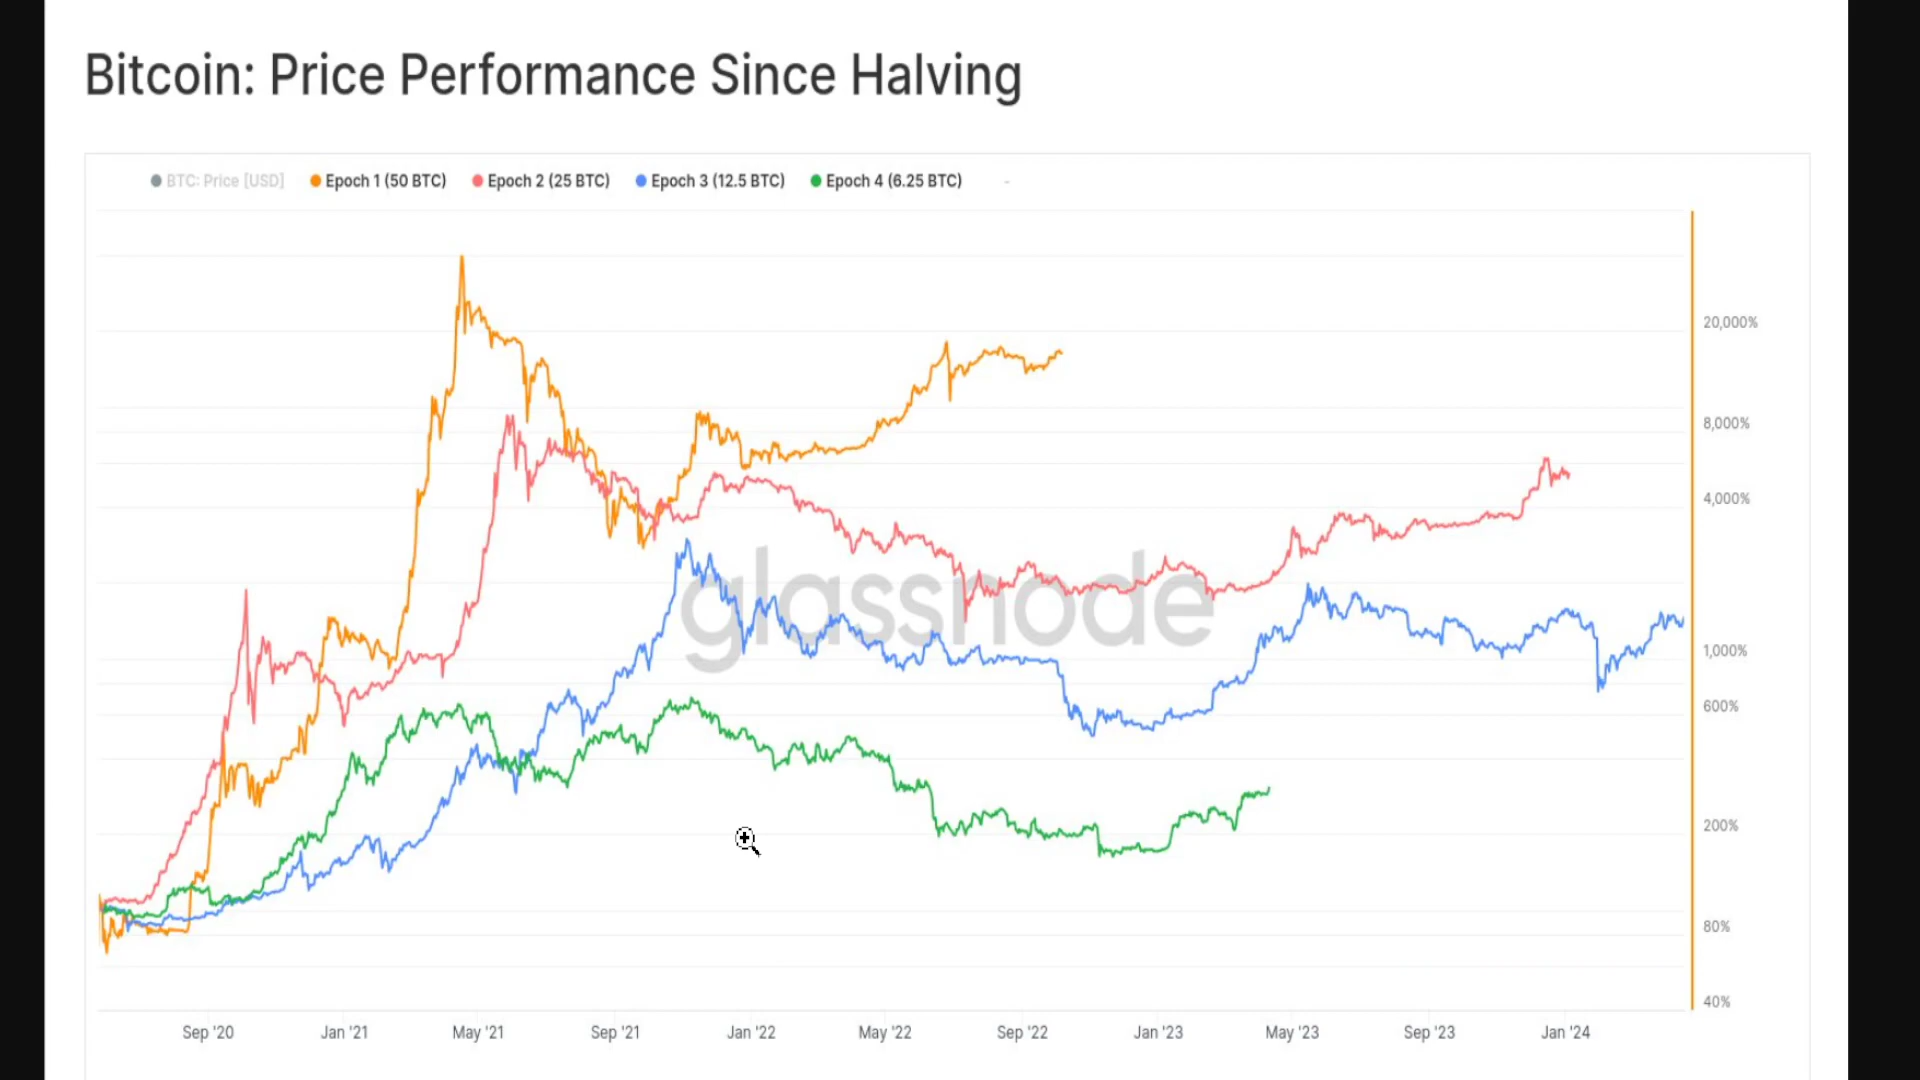 Bitcoin: Price Performance Since Halving
BTC: Price [USD] Epoch 1 (50 BTC) Epoch 2 (25 BTC) Epoch 3 (12.5 BTC) Epoch 4 (6.25 BTC) -
20,000%
8,000%
4,000%
glassnode
1,000%
600%
200%
80%
40%
Sep '20 Jan '21 May '21 Sep '21 Jan '22 May '22 Sep '22 Jan '23 May '23 Sep '23 Jan '24